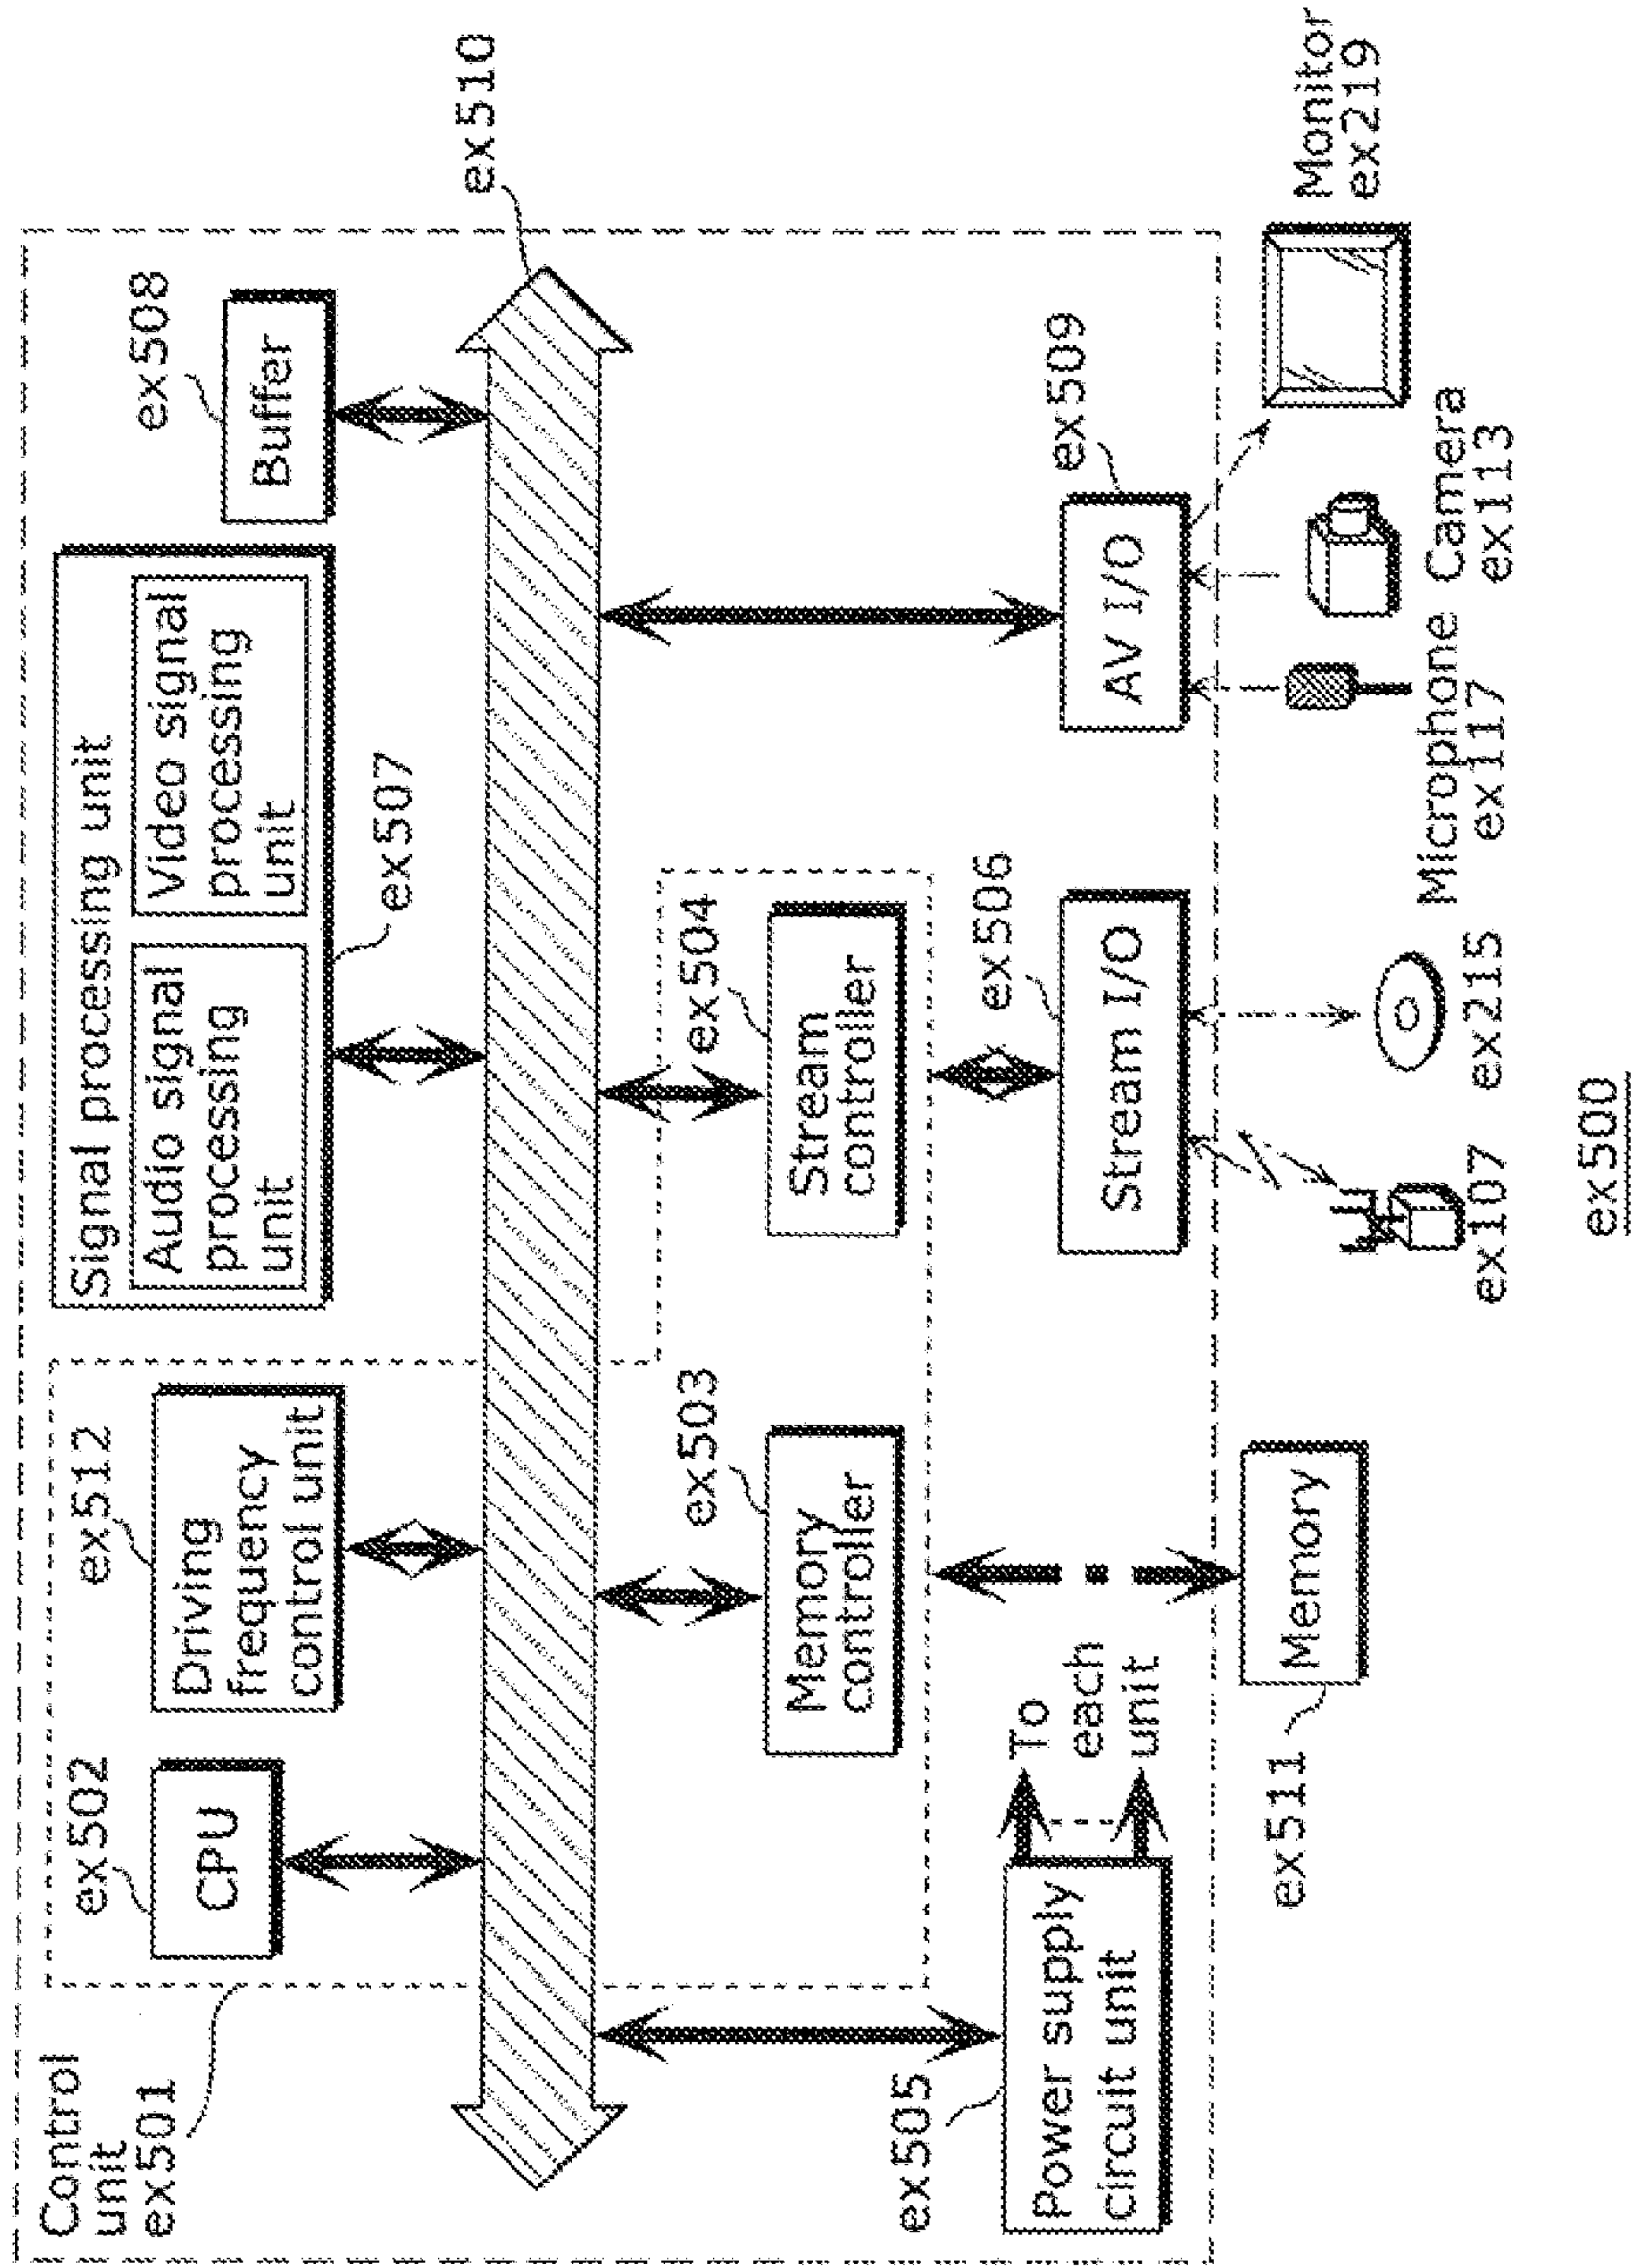 Control
unit
ex501
ex502
CPU
ex512
Driving
frequency
control unit
Signal processing unit
Audio signal
processing
unit
Video signal
processing
unit
ex507
ex508
Buffer
ex510
ex503
Memory
controller
ex504
Stream
controller
ex505
Power supply
circuit unit
To
each
unit
ex506
Stream I/O
ex509
AV I/O
ex511
Memory
ex107
ex215
Microphone
ex117
Camera
ex113
Monitor
ex219
ex500